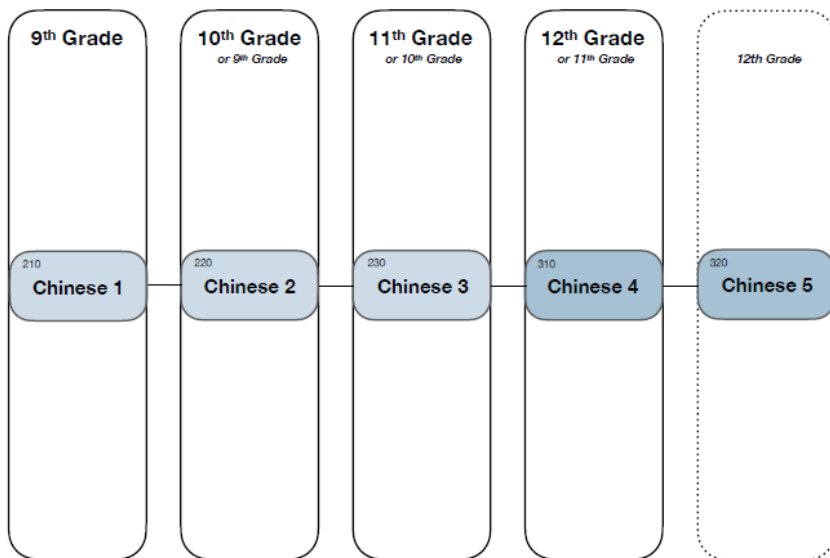 9th Grade
10th Grade
or 9th Grade
11th Grade
or 10th Grade
12th Grade
or 11th Grade
12th Grade
210
Chinese 1
220
Chinese 2
230
Chinese 3
310
Chinese 4
320
Chinese 5